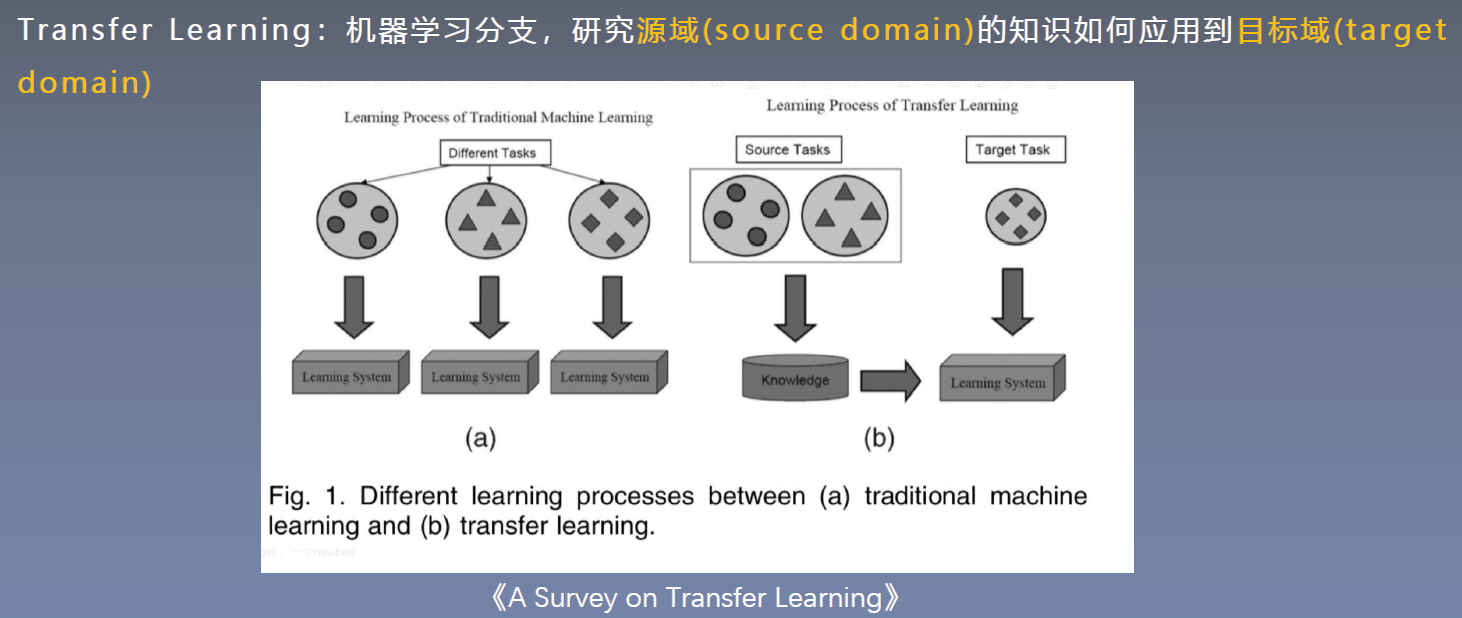 Transfer Learning：机器学习分支，研究源域(source domain)的知识如何应用到目标域(target
domain)
Learning Process of Traditional Machine Learning
Different Tasks
Learning System
Learning System
Learning System
(a)
Learning Process of Transfer Learning
Source Tasks
Target Task
Knowledge
Learning System
(b)
Fig. 1. Different learning processes between (a) traditional machine
learning and (b) transfer learning.
《A Survey on Transfer Learning》